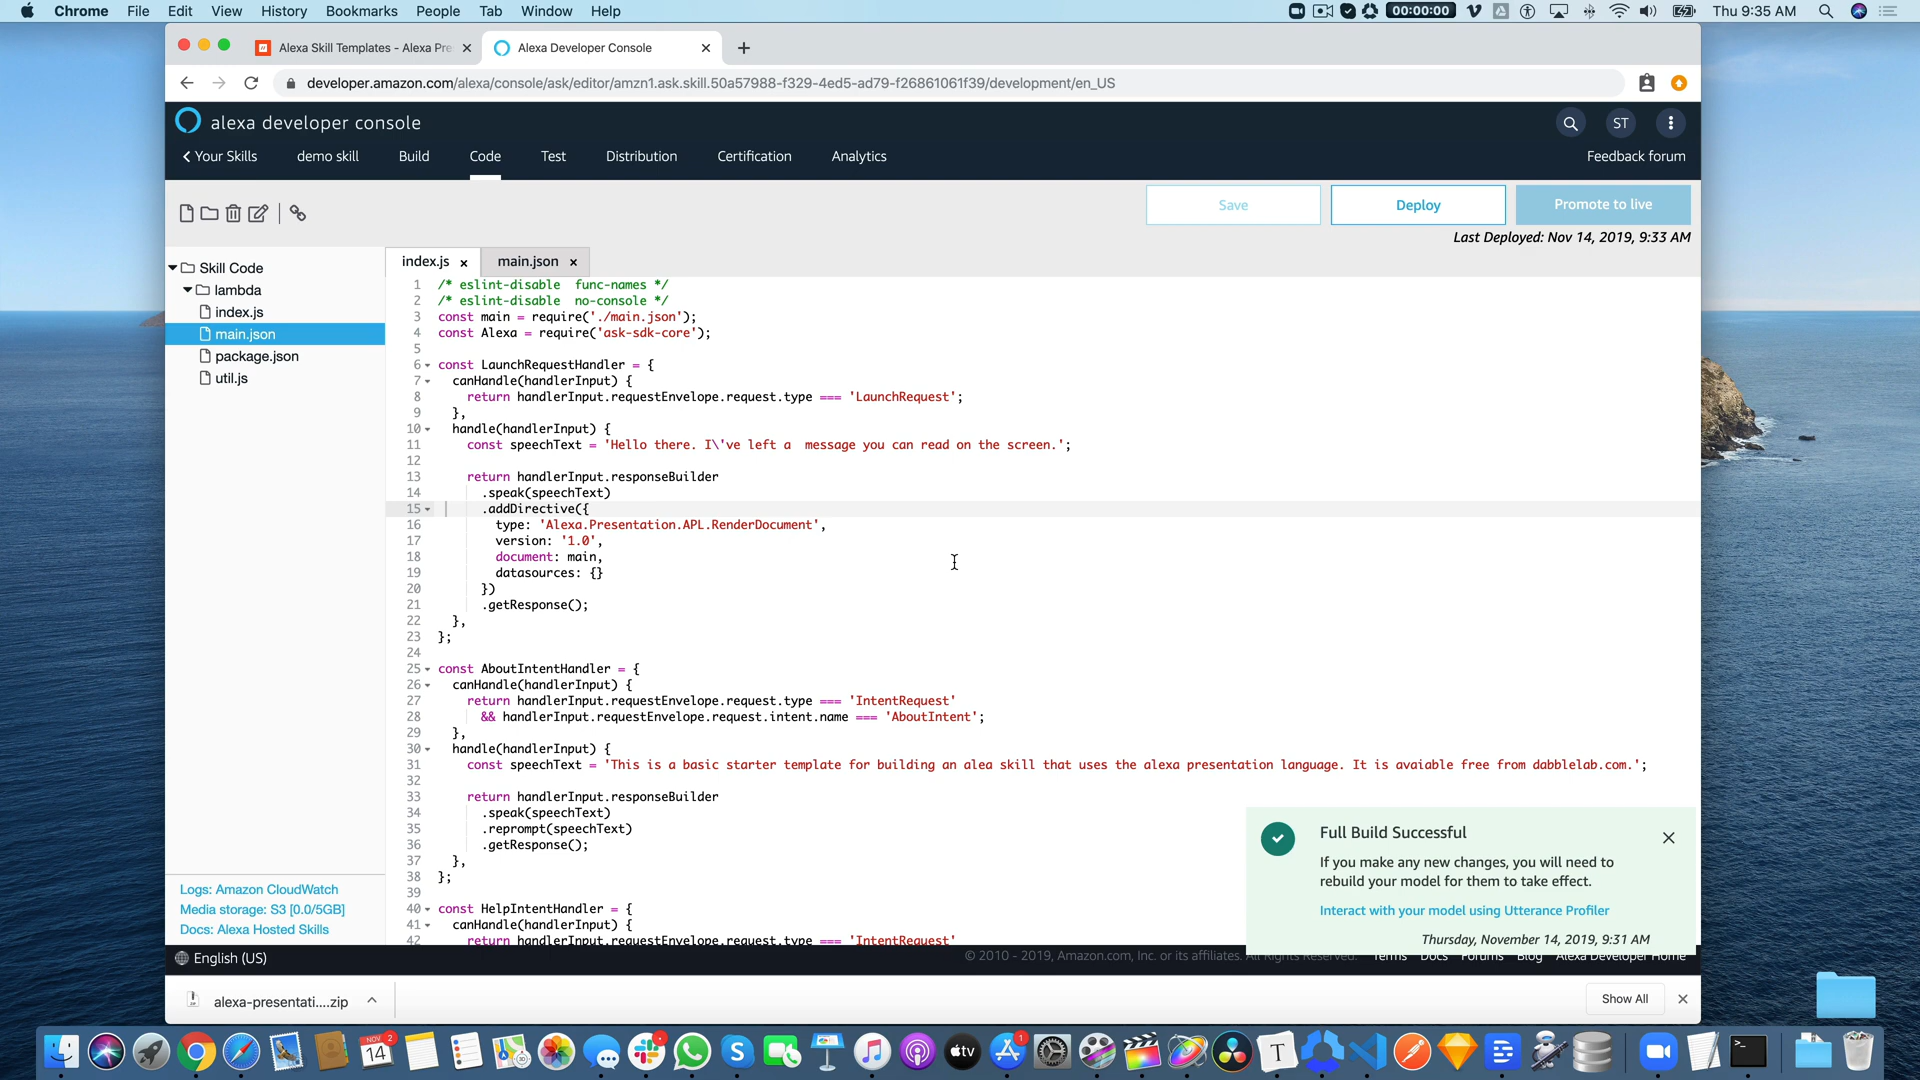 Chrome File Edit View History Bookmarks People Tab Window Help
00:00:00
Thu 9:35 AM
Alexa Skill Templates - Alexa Pre
Alexa Developer Console
developer.amazon.com/alexa/console/ask/editor/amzn1.ask.skill.50a57988-f329-4ed5-ad79-f26861061f39/development/en_US
alexa developer console
ST
Your Skills demo skill Build Code Test Distribution Certification Analytics
Feedback forum
Save Deploy Promote to live
Last Deployed: Nov 14, 2019, 9:33 AM
Skill Code
lambda
index.js
main.json
package.json
util.js
index.js x main.json x
1 /* eslint-disable  func-names */
2 /* eslint-disable  no-console */
3 const main = require('./main.json');
4 const Alexa = require('ask-sdk-core');
5
6 const LaunchRequestHandler = {
7 canHandle(handlerInput) {
8 return handlerInput.requestEnvelope.request.type === 'LaunchRequest';
9 },
10 handle(handlerInput) {
11 const speechText = 'Hello there. I\'ve left a  message you can read on the screen.';
12
13 return handlerInput.responseBuilder
14 .speak(speechText)
15 .addDirective({
16 type: 'Alexa.Presentation.APL.RenderDocument',
17 version: '1.0',
18 document: main,
19 datasources: {}
20 })
21 .getResponse();
22 },
23 };
24
25 const AboutIntentHandler = {
26 canHandle(handlerInput) {
27 return handlerInput.requestEnvelope.request.type === 'IntentRequest'
28 && handlerInput.requestEnvelope.request.intent.name === 'AboutIntent';
29 },
30 handle(handlerInput) {
31 const speechText = 'This is a basic starter template for building an alea skill that uses the alexa presentation language. It is avaiable free from dabblelab.com.';
32
33 return handlerInput.responseBuilder
34 .speak(speechText)
35 .reprompt(speechText)
36 .getResponse();
37 },
38 };
39
40 const HelpIntentHandler = {
41 canHandle(handlerInput) {
42 return handlerInput.requestEnvelope.request.type === 'IntentRequest'
Full Build Successful
If you make any new changes, you will need to
rebuild your model for them to take effect.
Interact with your model using Utterance Profiler
Thursday, November 14, 2019, 9:31 AM
Logs: Amazon CloudWatch
Media storage: S3 [0.0/5GB]
Docs: Alexa Hosted Skills
English (US)
© 2010 - 2019, Amazon.com, Inc. or its affiliates. All Rights Reserved. Terms Docs Forums Blog Alexa Developer Home
alexa-presentati....zip
Show All
NOV
14
2
tv
1
T